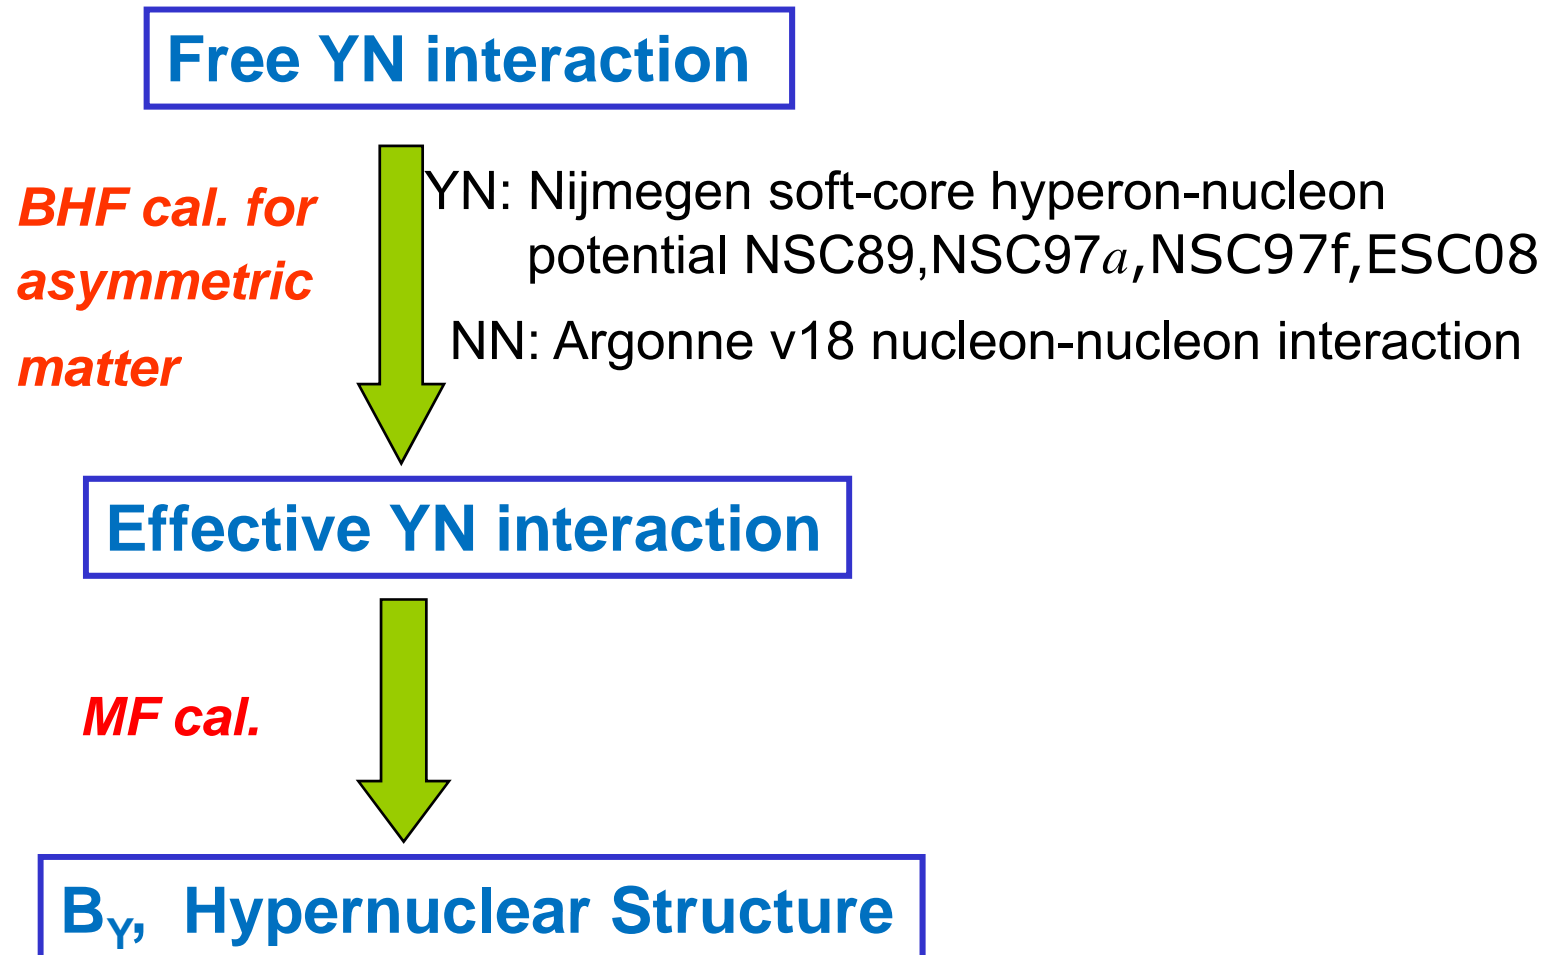 Free YN interaction
BHF cal. for
asymmetric
matter
YN: Nijmegen soft-core hyperon-nucleon
potential NSC89,NSC97a,NSC97f,ESC08
NN: Argonne v18 nucleon-nucleon interaction
Effective YN interaction
MF cal.
B_Y, Hypernuclear Structure